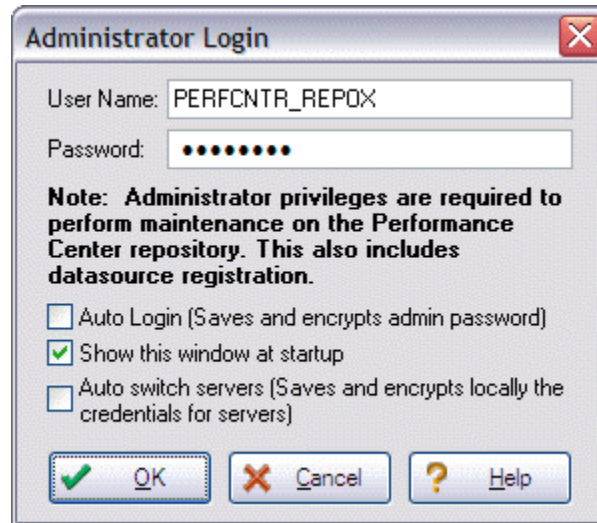 Administrator Login
User Name: PERFCNTR_REPOX
Password: ••••••••
Note: Administrator privileges are required to
perform maintenance on the Performance
Center repository. This also includes
datasource registration.
Auto Login (Saves and encrypts admin password)
Show this window at startup
Auto switch servers (Saves and encrypts locally the
credentials for servers)
OK Cancel Help